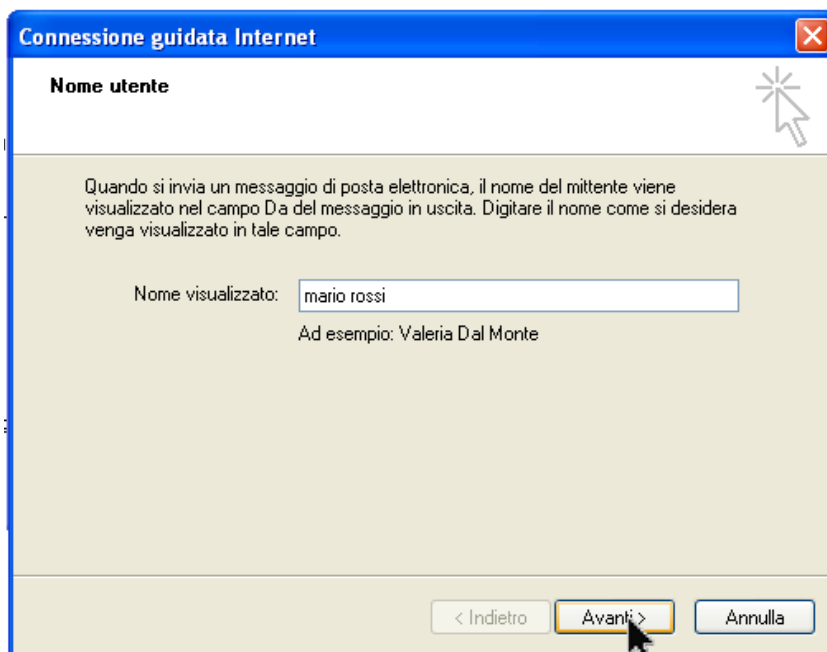 Connessione guidata Internet
Nome utente
Quando si invia un messaggio di posta elettronica, il nome del mittente viene
visualizzato nel campo Da del messaggio in uscita. Digitare il nome come si desidera
venga visualizzato in tale campo.
Nome visualizzato: mario rossi
Ad esempio: Valeria Dal Monte
< Indietro Avanti > Annulla